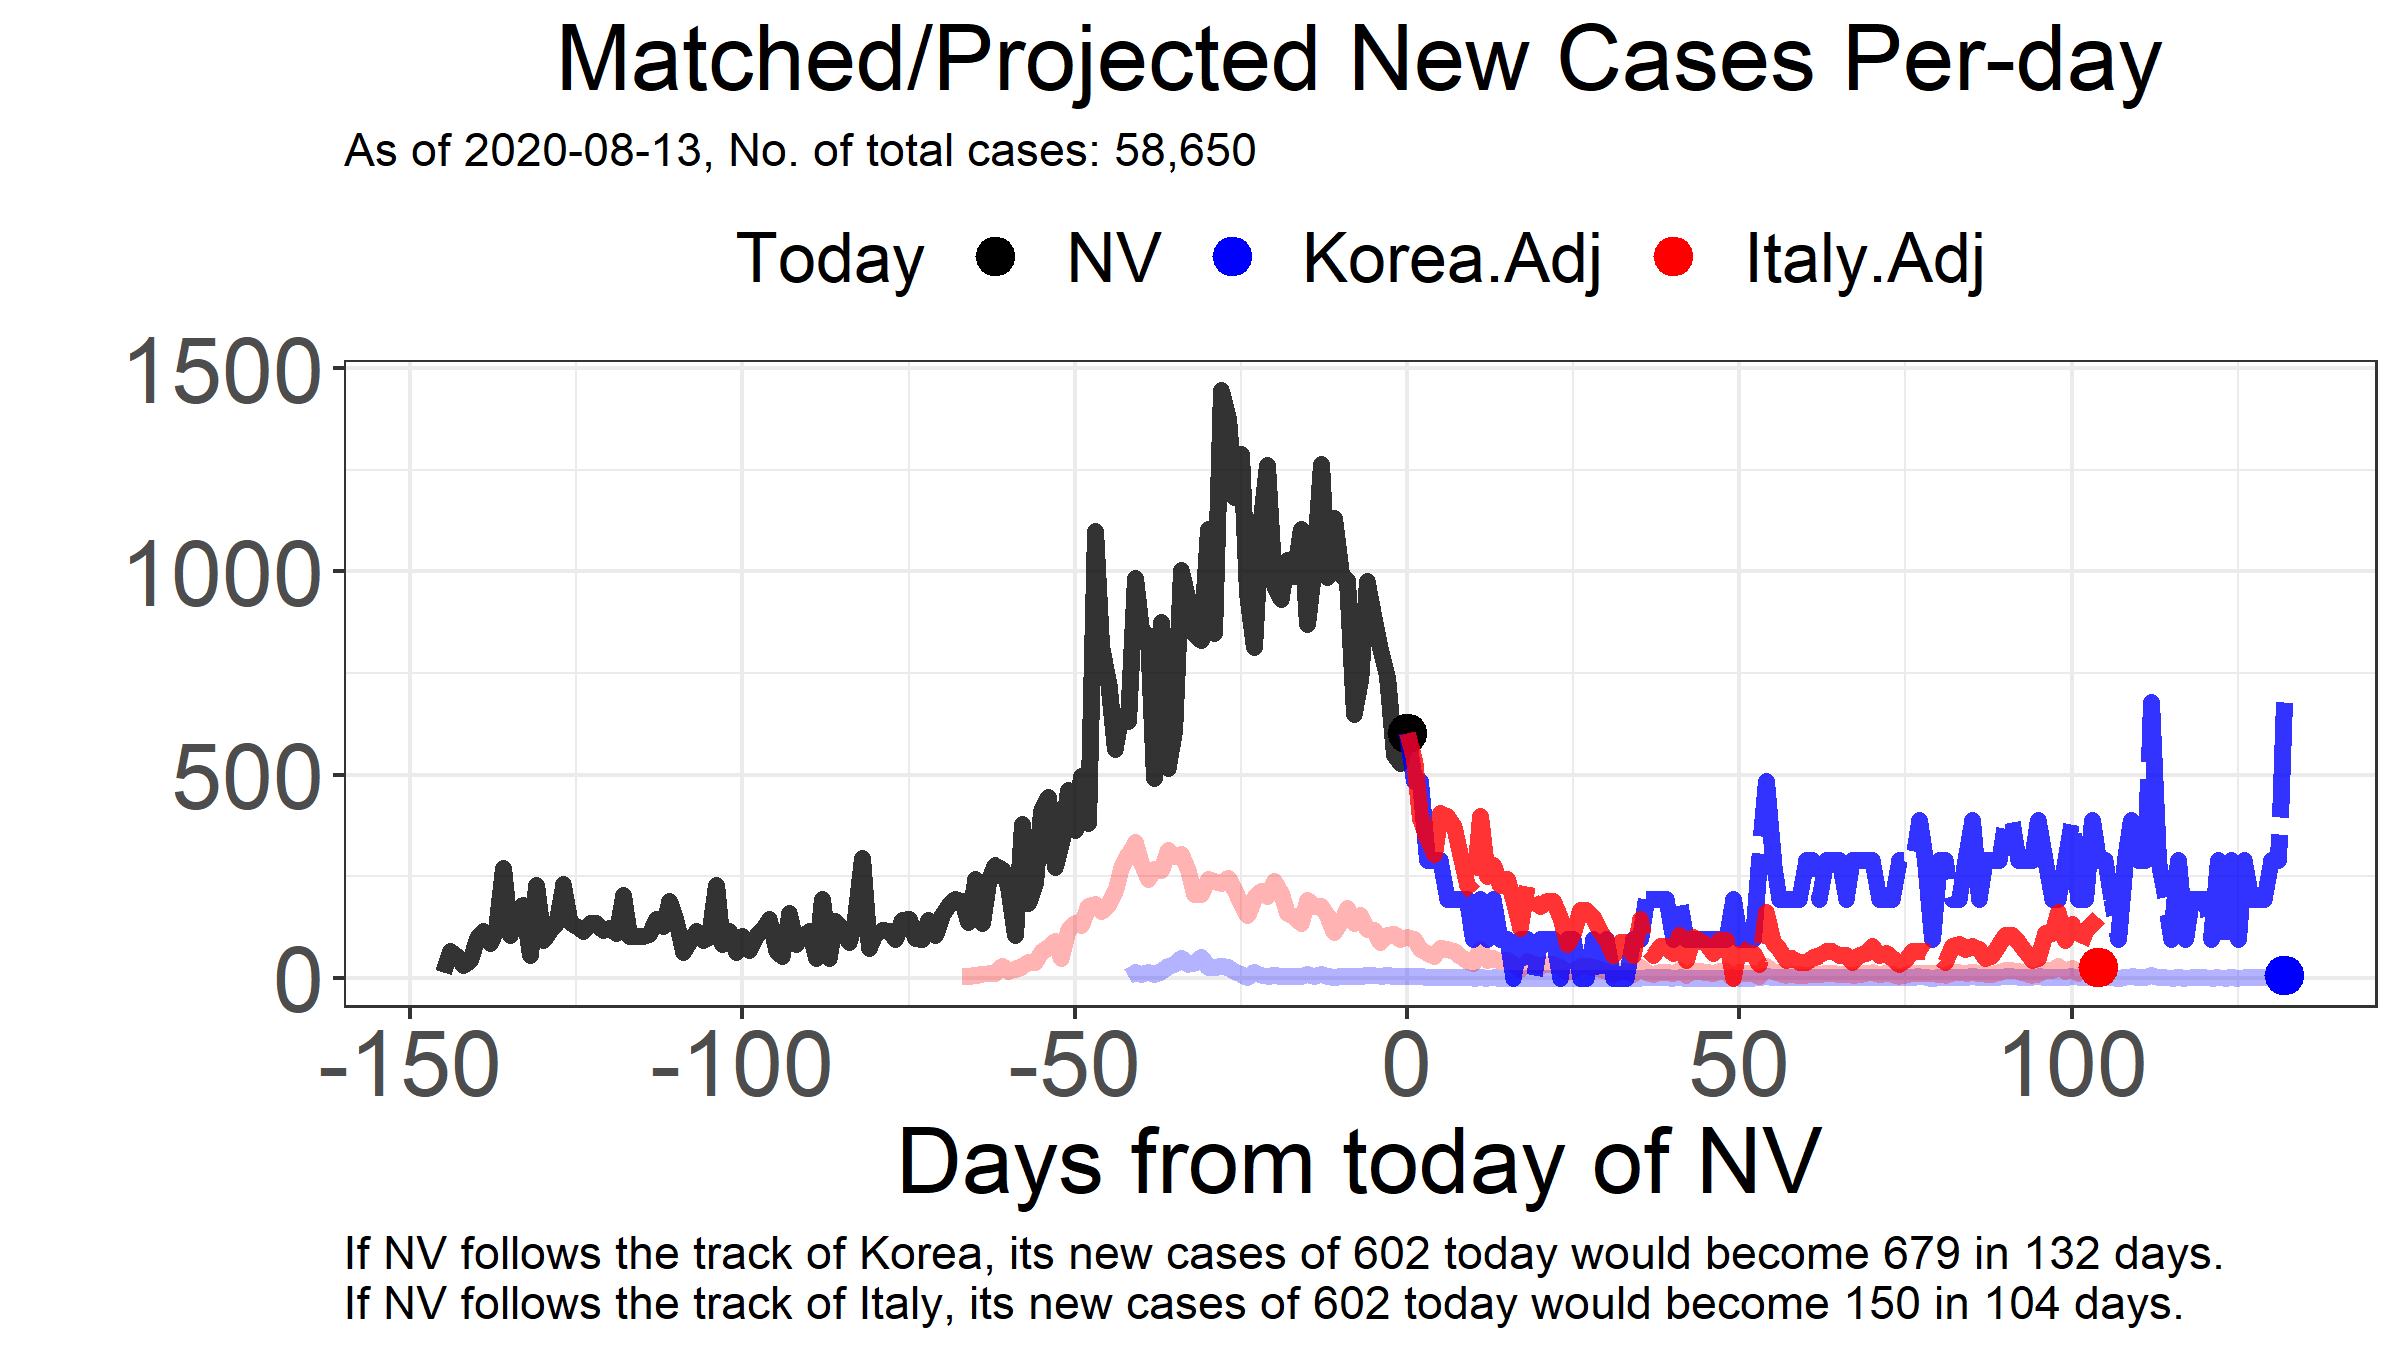 Matched/Projected New Cases Per-day
As of 2020-08-13, No. of total cases: 58,650
Today NV Korea.Adj Italy.Adj
1500
1000
500
0
-150 -100 -50 0 50 100
Days from today of NV
If NV follows the track of Korea, its new cases of 602 today would become 679 in 132 days.
If NV follows the track of Italy, its new cases of 602 today would become 150 in 104 days.